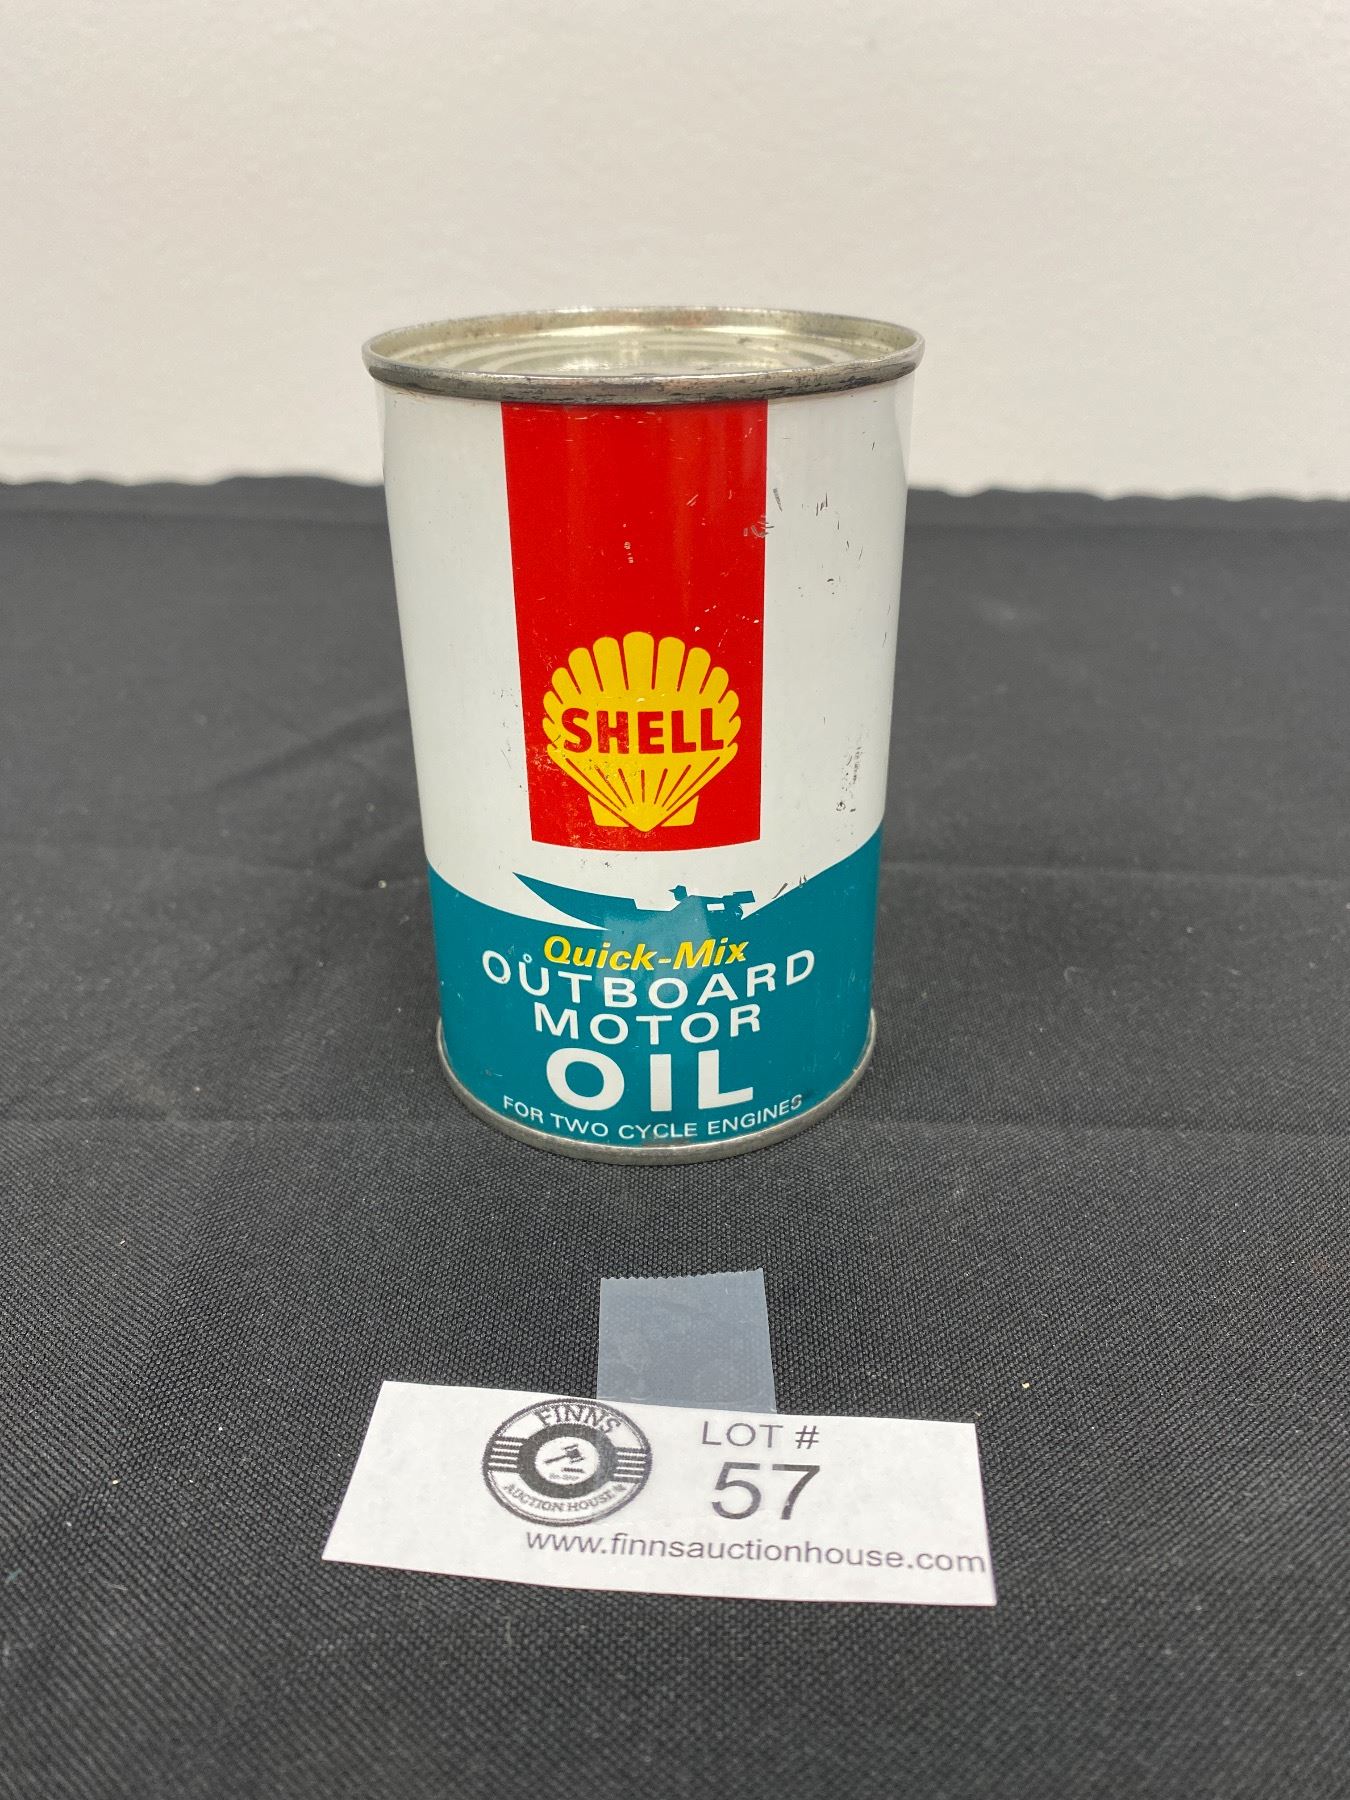 SHELL
Quick-Mix
OUTBOARD
MOTOR
OIL
FOR TWO CYCLE ENGINES
FINNS
AUCTION HOUSE
LOT #
57
www.finnsauctionhouse.com